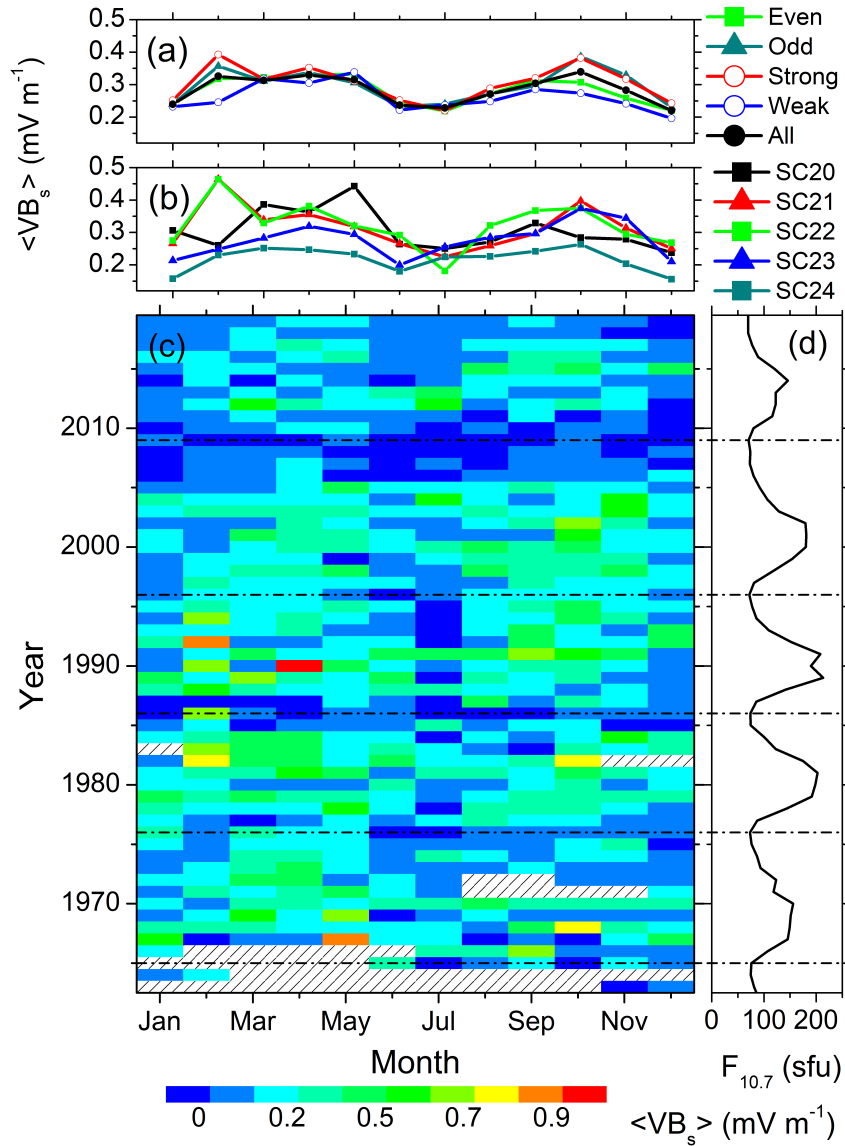 0.5
0.4
0.3
0.2
(a)
Even
Odd
Strong
Weak
All
<VB_s> (mV m⁻¹)
0.5
0.4
0.3
0.2
(b)
SC20
SC21
SC22
SC23
SC24
(c)
(d)
2010
2000
1990
1980
1970
Year
Jan Mar May Jul Sep Nov
Month
0 100 200
F_10.7 (sfu)
0 0.2 0.5 0.7 0.9
<VB_s> (mV m⁻¹)